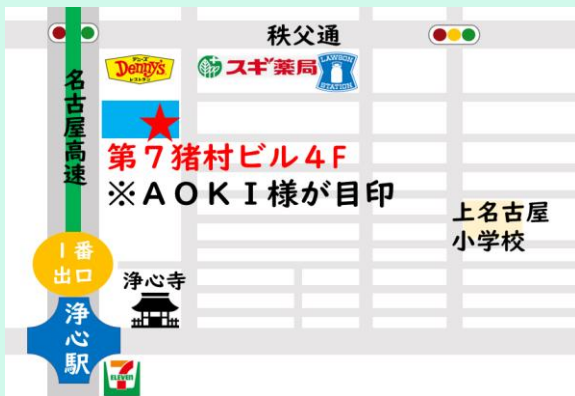 秩父通
Denny's
スギ薬局
LAWSON
STATION
名古屋高速
第7猪村ビル4F
※AOKI様が目印
上名古屋
小学校
1番
出口
浄心寺
浄心駅
7
ELEVEN